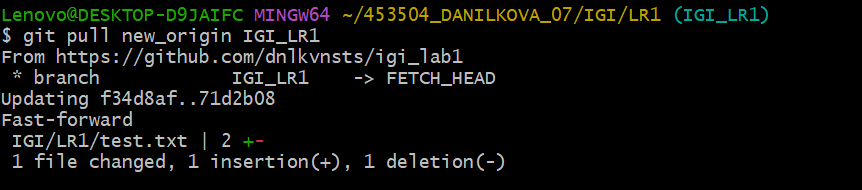 Lenovo@DESKTOP-D9JAIFC MINGW64 ~/453504_DANILKOVA_07/IGI/LR1 (IGI_LR1)
$ git pull new_origin IGI_LR1
From https://github.com/dnlkvnsts/igi_lab1
 * branch            IGI_LR1    -> FETCH_HEAD
Updating f34d8af..71d2b08
Fast-forward
 IGI/LR1/test.txt | 2 +-
 1 file changed, 1 insertion(+), 1 deletion(-)